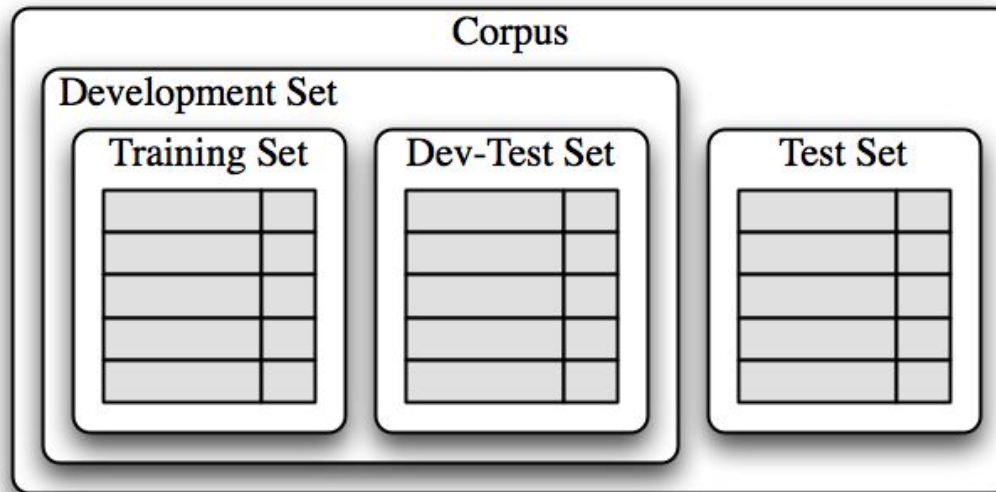 Corpus
Development Set
Training Set
Dev-Test Set
Test Set